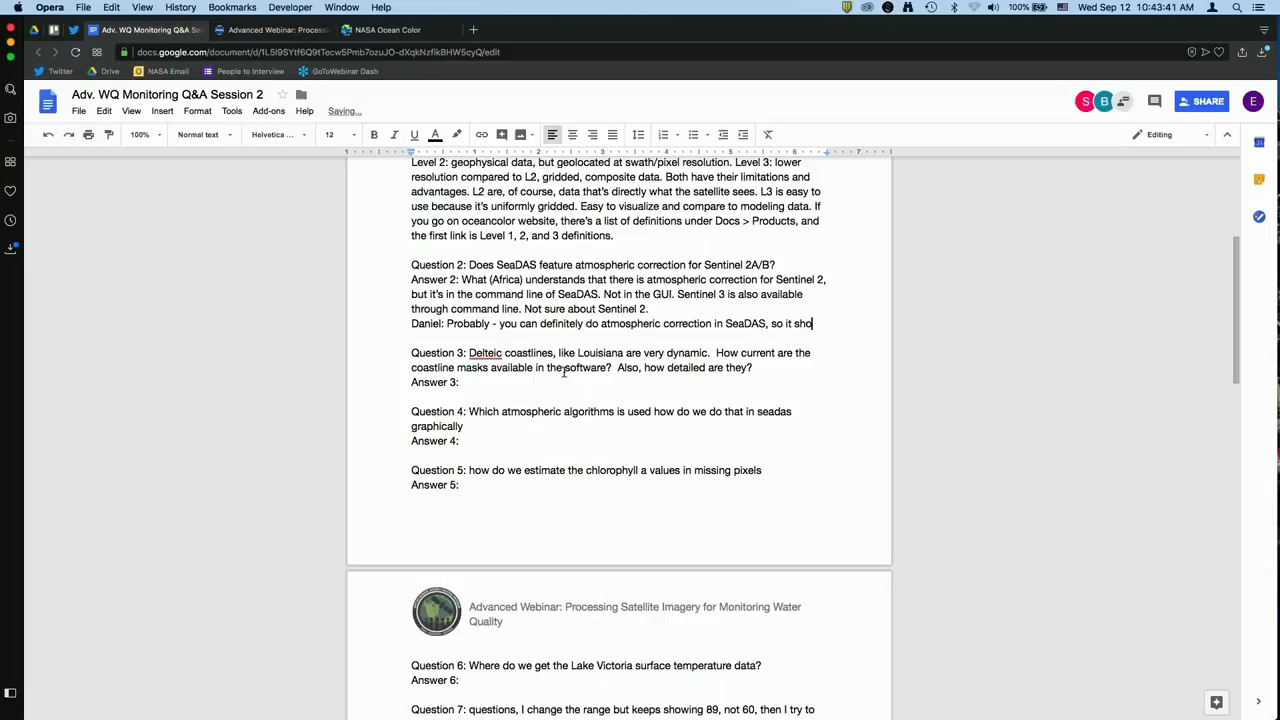 Opera File Edit View History Bookmarks Developer Window Help 100% Wed Sep 12 10:43:41 AM
Adv. WQ Monitoring Q&A Se Advanced Webinar: Processi NASA Ocean Color
docs.google.com/document/d/1L5I9SYtf6Q9tTecw5Pmb7ozuJO-dXqkNzfikBHW5cyQ/edit
Twitter Drive NASA Email People to Interview GoToWebinar Dash
Adv. WQ Monitoring Q&A Session 2
File Edit View Insert Format Tools Add-ons Help Saving...
SHARE E
S B
100% Normal text Helvetica ... 12 B I U A Editing
1 1 2 3 4 5 6 7
Level 2: geophysical data, but geolocated at swath/pixel resolution. Level 3: lower
resolution compared to L2, gridded, composite data. Both have their limitations and
advantages. L2 are, of course, data that's directly what the satellite sees. L3 is easy to
use because it's uniformly gridded. Easy to visualize and compare to modeling data. If
you go on oceancolor website, there's a list of definitions under Docs > Products, and
the first link is Level 1, 2, and 3 definitions.
Question 2: Does SeaDAS feature atmospheric correction for Sentinel 2A/B?
Answer 2: What (Africa) understands that there is atmospheric correction for Sentinel 2,
but it's in the command line of SeaDAS. Not in the GUI. Sentinel 3 is also available
through command line. Not sure about Sentinel 2.
Daniel: Probably - you can definitely do atmospheric correction in SeaDAS, so it sho
Question 3: Delteic coastlines, like Louisiana are very dynamic. How current are the
coastline masks available in the software? Also, how detailed are they?
Answer 3:
Question 4: Which atmospheric algorithms is used how do we do that in seadas
graphically
Answer 4:
Question 5: how do we estimate the chlorophyll a values in missing pixels
Answer 5:
Advanced Webinar: Processing Satellite Imagery for Monitoring Water
Quality
Question 6: Where do we get the Lake Victoria surface temperature data?
Answer 6:
Question 7: questions, I change the range but keeps showing 89, not 60, then I try to